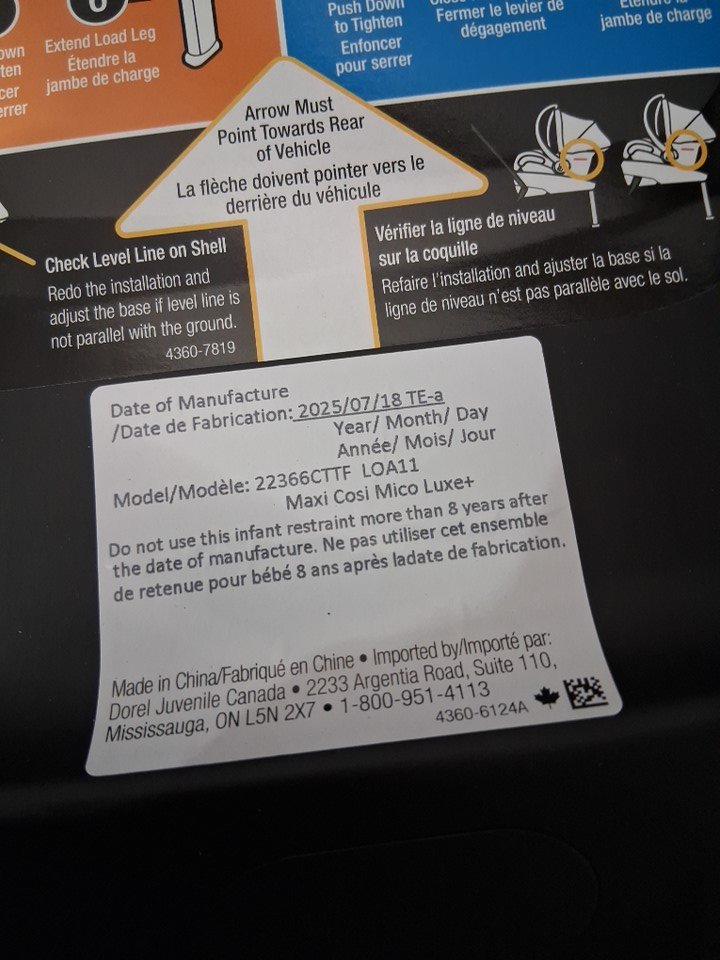 6
own
ten
cer
errer
Extend Load Leg
Étendre la
jambe de charge
Push Down
to Tighten
Enfoncer
pour serrer
Fermer le levier de
dégagement
jambe de charge
Arrow Must
Point Towards Rear
of Vehicle
La flèche doivent pointer vers le
derrière du véhicule
Check Level Line on Shell
Redo the installation and
adjust the base if level line is
not parallel with the ground.
4360-7819
Vérifier la ligne de niveau
sur la coquille
Refaire l'installation and ajuster la base si la
ligne de niveau n'est pas parallèle avec le sol.
Date of Manufacture
/Date de Fabrication: 2025/07/18 TE-a
Year/ Month/ Day
Année/ Mois/ Jour
Model/Modèle: 22366CTTF LOA11
Maxi Cosi Mico Luxe+
Do not use this infant restraint more than 8 years after
the date of manufacture. Ne pas utiliser cet ensemble
de retenue pour bébé 8 ans après ladate de fabrication.
Made in China/Fabriqué en Chine • Imported by/Importé par:
Dorel Juvenile Canada • 2233 Argentia Road, Suite 110,
Mississauga, ON L5N 2X7 • 1-800-951-4113
4360-6124A